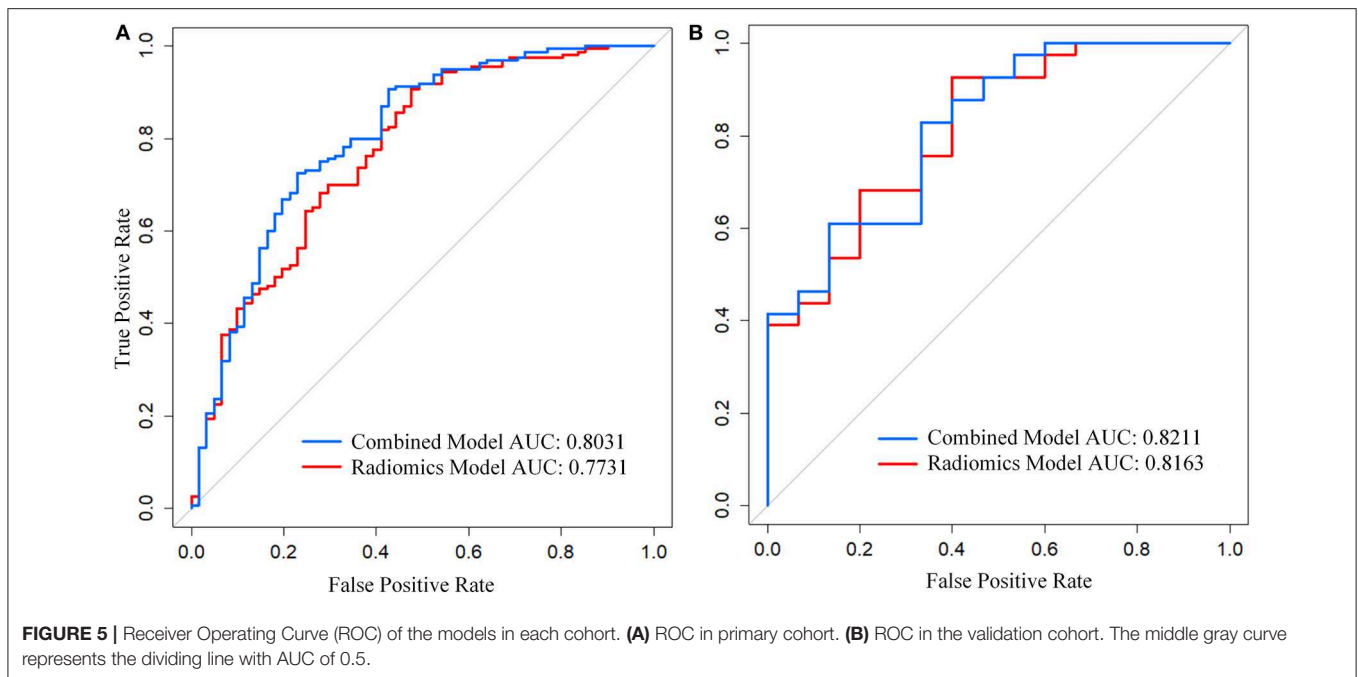 A
True Positive Rate
1.0
0.8
0.6
0.4
0.2
0.0
Combined Model AUC: 0.8031
Radiomics Model AUC: 0.7731
0.0 0.2 0.4 0.6 0.8 1.0
False Positive Rate
B
1.0
0.8
0.6
0.4
0.2
0.0
Combined Model AUC: 0.8211
Radiomics Model AUC: 0.8163
0.0 0.2 0.4 0.6 0.8 1.0
False Positive Rate
FIGURE 5 | Receiver Operating Curve (ROC) of the models in each cohort. (A) ROC in primary cohort. (B) ROC in the validation cohort. The middle gray curve
represents the dividing line with AUC of 0.5.